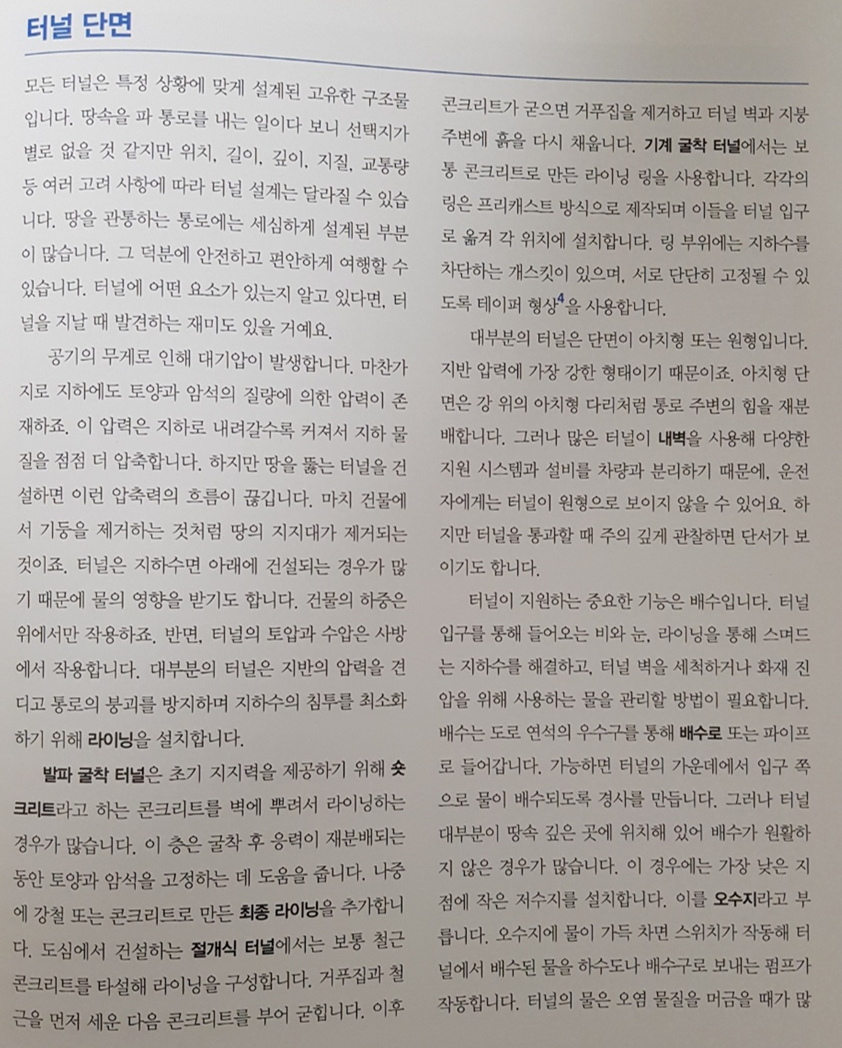 터널 단면
모든 터널은 특정 상황에 맞게 설계된 고유한 구조물
입니다. 땅속을 파 통로를 내는 일이다 보니 선택지가
별로 없을 것 같지만 위치, 길이, 깊이, 지질, 교통량
등 여러 고려 사항에 따라 터널 설계는 달라질 수 있습
니다. 땅을 관통하는 통로에는 세심하게 설계된 부분
이 많습니다. 그 덕분에 안전하고 편안하게 여행할 수
있습니다. 터널에 어떤 요소가 있는지 알고 있다면, 터
널을 지날 때 발견하는 재미도 있을 거예요.
공기의 무게로 인해 대기압이 발생합니다. 마찬가
지로 지하에도 토양과 암석의 질량에 의한 압력이 존
재하죠. 이 압력은 지하로 내려갈수록 커져서 지하 물
질을 점점 더 압축합니다. 하지만 땅을 뚫는 터널을 건
설하면 이런 압축력의 흐름이 끊깁니다. 마치 건물에
서 기둥을 제거하는 것처럼 땅의 지지대가 제거되는
것이죠. 터널은 지하수면 아래에 건설되는 경우가 많
기 때문에 물의 영향을 받기도 합니다. 건물의 하중은
위에서만 작용하죠. 반면, 터널의 토압과 수압은 사방
에서 작용합니다. 대부분의 터널은 지반의 압력을 견
디고 통로의 붕괴를 방지하며 지하수의 침투를 최소화
하기 위해 라이닝을 설치합니다.
발파 굴착 터널은 초기 지지력을 제공하기 위해 숏
크리트라고 하는 콘크리트를 벽에 뿌려서 라이닝하는
경우가 많습니다. 이 층은 굴착 후 응력이 재분배되는
동안 토양과 암석을 고정하는 데 도움을 줍니다. 나중
에 강철 또는 콘크리트로 만든 최종 라이닝을 추가합니
다. 도심에서 건설하는 절개식 터널에서는 보통 철근
콘크리트를 타설해 라이닝을 구성합니다. 거푸집과 철
근을 먼저 세운 다음 콘크리트를 부어 굳힙니다. 이후
콘크리트가 굳으면 거푸집을 제거하고 터널 벽과 지붕
주변에 흙을 다시 채웁니다. 기계 굴착 터널에서는 보
통 콘크리트로 만든 라이닝 링을 사용합니다. 각각의
링은 프리캐스트 방식으로 제작되며 이들을 터널 입구
로 옮겨 각 위치에 설치합니다. 링 부위에는 지하수를
차단하는 개스킷이 있으며, 서로 단단히 고정될 수 있
도록 테이퍼 형상4을 사용합니다.
대부분의 터널은 단면이 아치형 또는 원형입니다.
지반 압력에 가장 강한 형태이기 때문이죠. 아치형 단
면은 강 위의 아치형 다리처럼 통로 주변의 힘을 재분
배합니다. 그러나 많은 터널이 내벽을 사용해 다양한
지원 시스템과 설비를 차량과 분리하기 때문에, 운전
자에게는 터널이 원형으로 보이지 않을 수 있어요. 하
지만 터널을 통과할 때 주의 깊게 관찰하면 단서가 보
이기도 합니다.
터널이 지원하는 중요한 기능은 배수입니다. 터널
입구를 통해 들어오는 비와 눈, 라이닝을 통해 스며드
는 지하수를 해결하고, 터널 벽을 세척하거나 화재 진
압을 위해 사용하는 물을 관리할 방법이 필요합니다.
배수는 도로 연석의 우수구를 통해 배수로 또는 파이프
로 들어갑니다. 가능하면 터널의 가운데에서 입구 쪽
으로 물이 배수되도록 경사를 만듭니다. 그러나 터널
대부분이 땅속 깊은 곳에 위치해 있어 배수가 원활하
지 않은 경우가 많습니다. 이 경우에는 가장 낮은 지
점에 작은 저수지를 설치합니다. 이를 오수지라고 부
릅니다. 오수지에 물이 가득 차면 스위치가 작동해 터
널에서 배수된 물을 하수도나 배수구로 보내는 펌프가
작동합니다. 터널의 물은 오염 물질을 머금을 때가 많